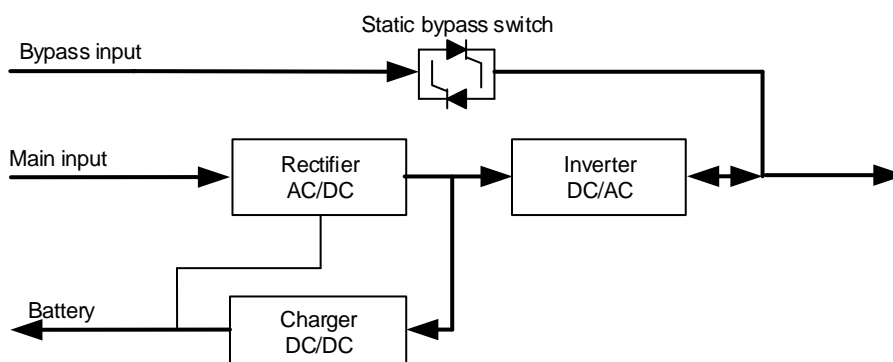 Static bypass switch
Bypass input
Main input
Rectifier
AC/DC
Inverter
DC/AC
Battery
Charger
DC/DC